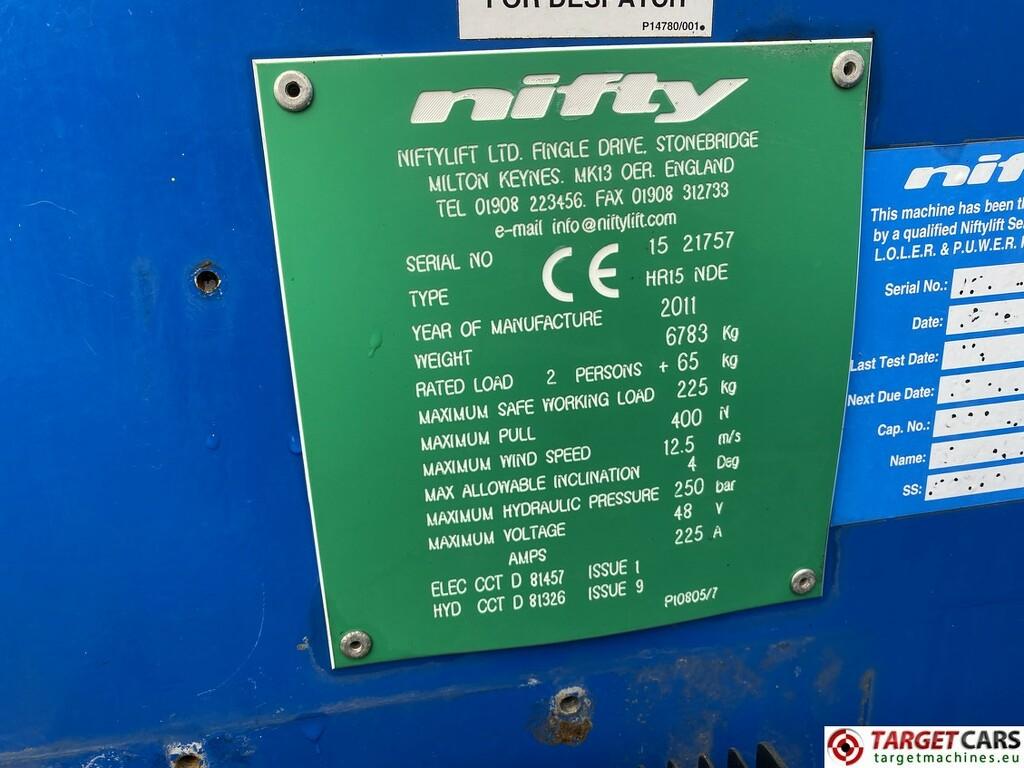 FOR DESPATCH
P14780/001
nifty
NIFTYLIFT LTD. FINGLE DRIVE, STONEBRIDGE
MILTON KEYNES. MK13 OER. ENGLAND
TEL 01908 223456. FAX 01908 312733
e-mail info@niftylift.com
SERIAL NO 15 21757
CE
TYPE HR15 NDE
YEAR OF MANUFACTURE 2011
WEIGHT 6783 Kg
RATED LOAD 2 PERSONS + 65 kg
MAXIMUM SAFE WORKING LOAD 225 kg
MAXIMUM PULL 400 N
MAXIMUM WIND SPEED 12.5 m/s
MAX ALLOWABLE INCLINATION 4 Deg
MAXIMUM HYDRAULIC PRESSURE 250 bar
MAXIMUM VOLTAGE 48 V
AMPS 225 A
ELEC CCT D 81457 ISSUE 1
HYD CCT D 81326 ISSUE 9
P10805/7
This machine has been
by a qualified Niftylift
L.O.L.E.R. & P.U.W.E.R.
Serial No.:
Date:
Last Test Date:
Next Due Date:
Cap. No.:
Name:
SS:
TARGETCARS
targetmachines.eu